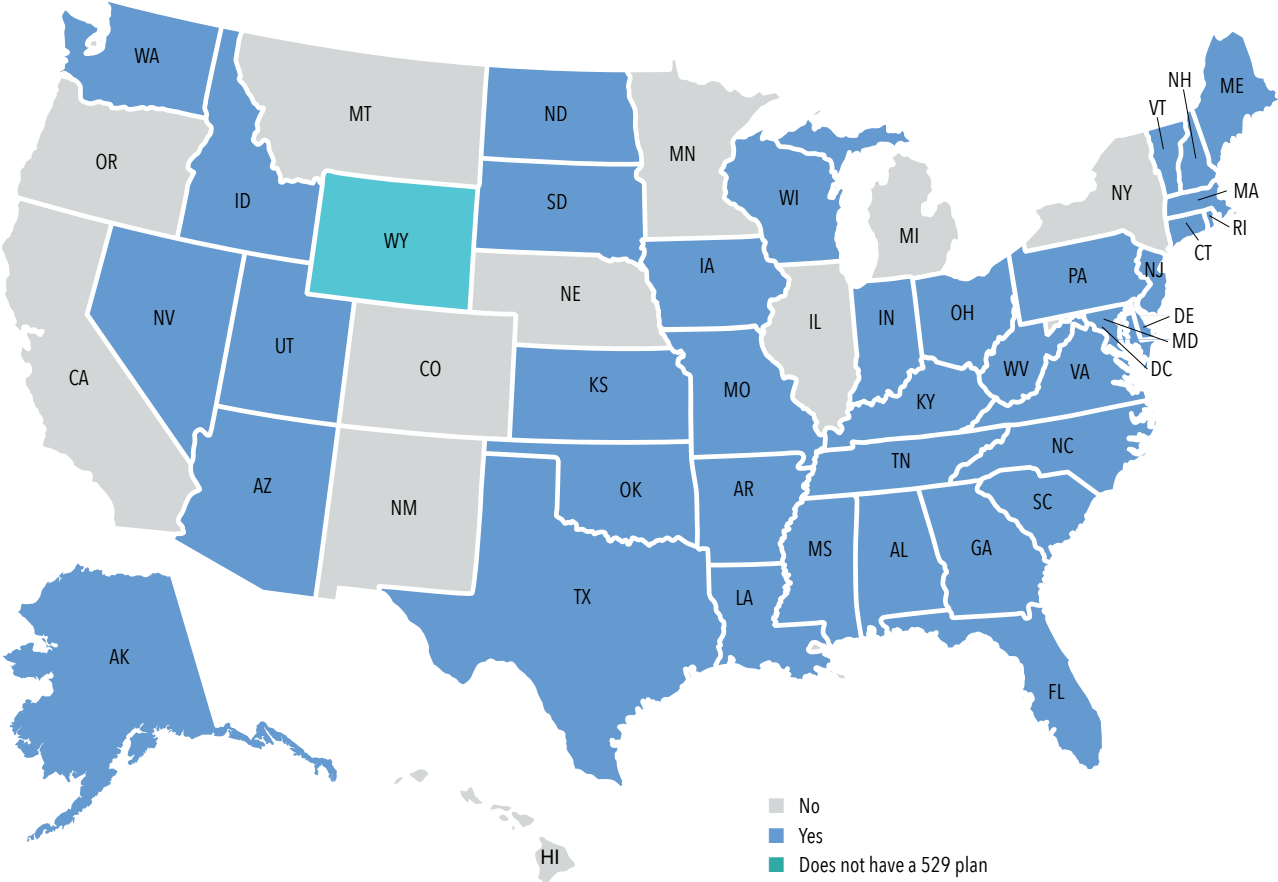 WA
MT
ND
MN
ME
NH
VT
OR
ID
SD
WI
NY
MA
WY
MI
RI
CT
IA
PA
NJ
NE
NV
UT
IL
IN
OH
DE
MD
DC
CA
CO
KS
MO
WV
VA
KY
NC
TN
AZ
NM
OK
AR
SC
MS
AL
GA
TX
LA
AK
FL
HI
No
Yes
Does not have a 529 plan